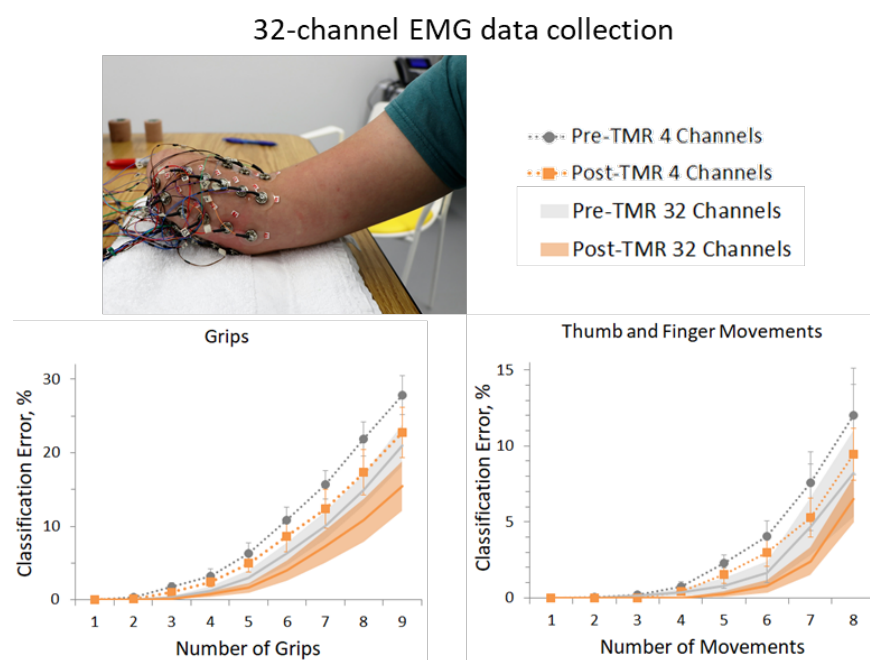 32-channel EMG data collection
Pre-TMR 4 Channels
Post-TMR 4 Channels
Pre-TMR 32 Channels
Post-TMR 32 Channels
Grips
Classification Error, %
30
20
10
0
1 2 3 4 5 6 7 8 9
Number of Grips
Thumb and Finger Movements
Classification Error, %
15
10
5
0
1 2 3 4 5 6 7 8
Number of Movements